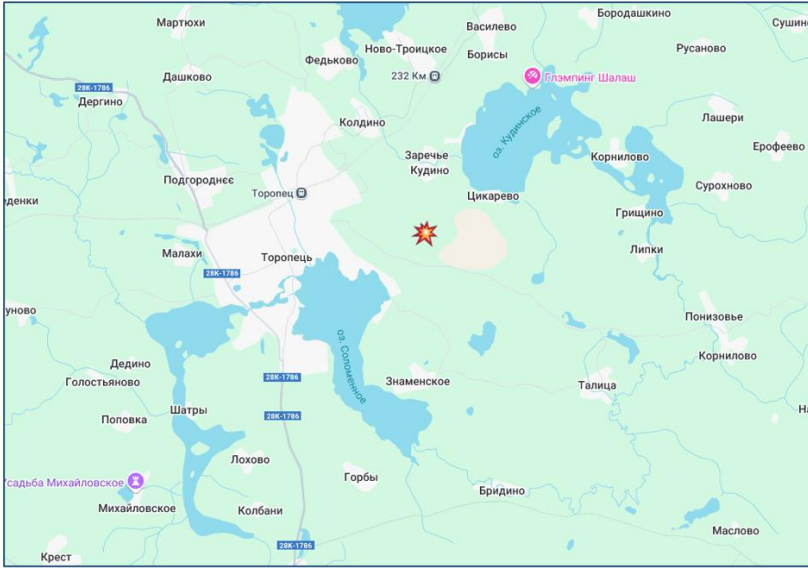 Мартюхи
Василево
Бородашкино
Сушино
Федьково
Ново-Троицкое
Борисы
Русаново
Дашково
232 Км
Глэмпинг Шалаш
28К-1786
Дергино
Колдино
оз. Кудинское
Лашери
Заречье
Кудино
Корнилово
Ерофеево
Подгороднєє
Торопец
Цикарево
Сурохново
еденки
Грищино
Малахи
Торопець
Липки
28К-1786
уново
Понизовье
оз. Соломенное
Корнилово
Дедино
Голостьяново
28К-1786
Знаменское
Талица
Шатры
28К-1786
На
Поповка
Лохово
Усадьба Михайловское
Горбы
Бридино
Михайловское
Колбани
Маслово
28К-1786
Крест